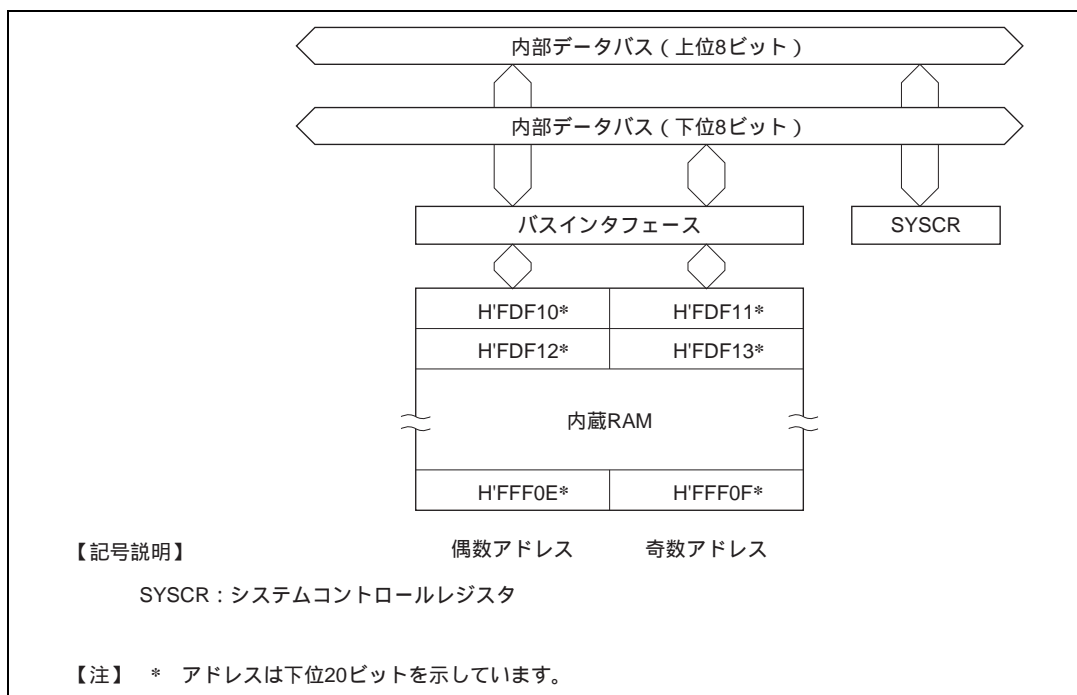 内部データバス（上位8ビット）
内部データバス（下位8ビット）
バスインタフェース
SYSCR
H'FDF10* H'FDF11*
H'FDF12* H'FDF13*
内蔵RAM
H'FFF0E* H'FFF0F*
【記号説明】 偶数アドレス 奇数アドレス
SYSCR：システムコントロールレジスタ
【注】 * アドレスは下位20ビットを示しています。